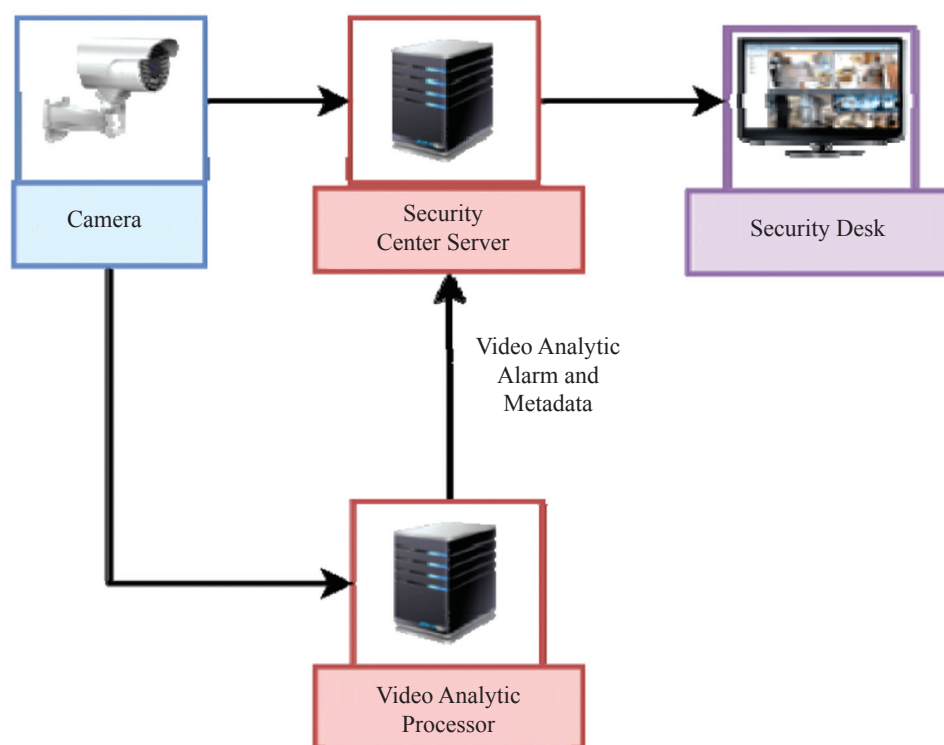 Camera
Security
Center Server
Security Desk
Video Analytic
Alarm and
Metadata
Video Analytic
Processor